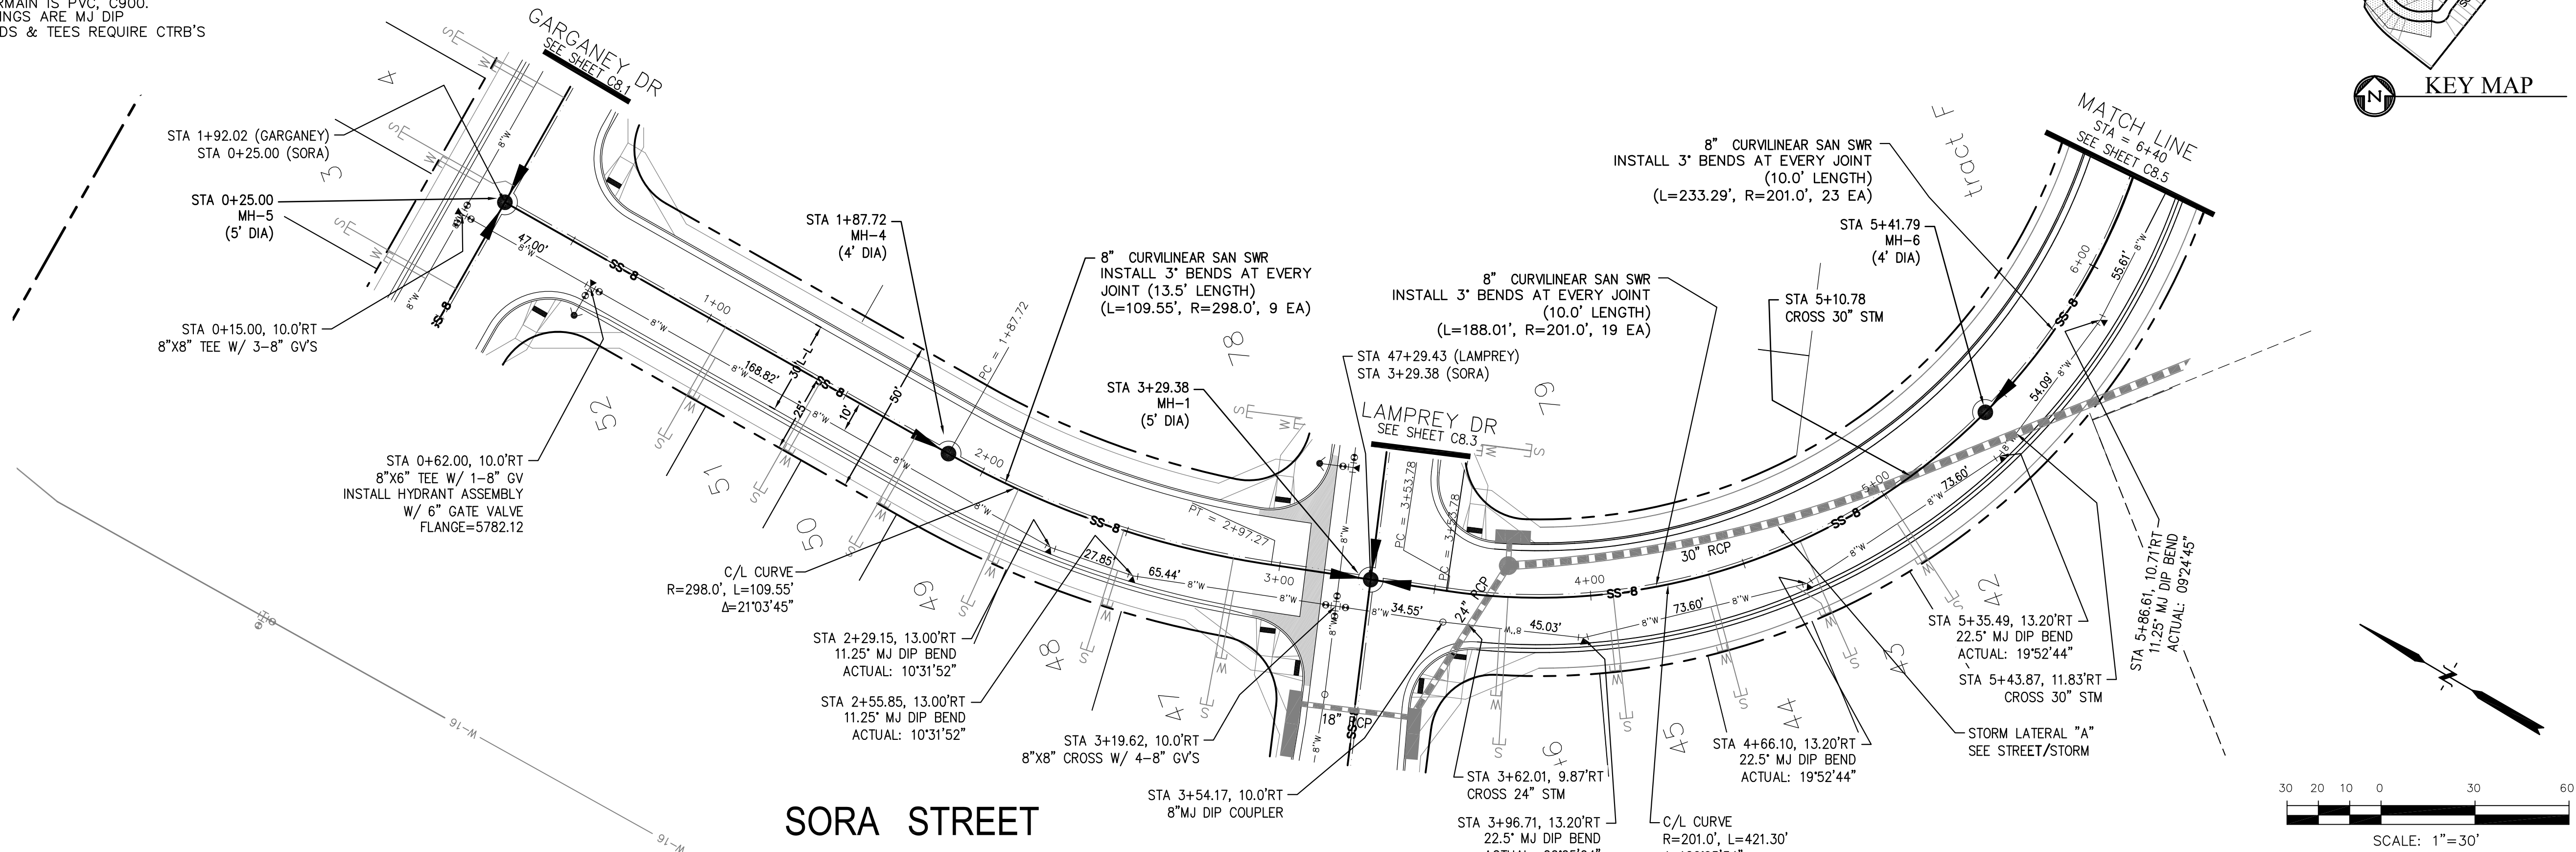 RMAIN IS PVC, C900.
INGS ARE MJ DIP
DS & TEES REQUIRE CTRB'S
GARGANEY DR
SEE SHEET C8.1
KEY MAP
N
MATCH LINE
STA = 6+40
SEE SHEET C8.5
STA 1+92.02 (GARGANEY)
STA 0+25.00 (SORA)
STA 0+25.00
MH-5
(5' DIA)
STA 0+15.00, 10.0'RT
8"X8" TEE W/ 3-8" GV'S
STA 0+62.00, 10.0'RT
8"X6" TEE W/ 1-8" GV
INSTALL HYDRANT ASSEMBLY
W/ 6" GATE VALVE
FLANGE=5782.12
STA 1+87.72
MH-4
(4' DIA)
8" CURVILINEAR SAN SWR
INSTALL 3° BENDS AT EVERY
JOINT (13.5' LENGTH)
(L=109.55', R=298.0', 9 EA)
PC = 1+87.72
8" CURVILINEAR SAN SWR
INSTALL 3° BENDS AT EVERY JOINT
(10.0' LENGTH)
(L=188.01', R=201.0', 19 EA)
8" CURVILINEAR SAN SWR
INSTALL 3° BENDS AT EVERY JOINT
(10.0' LENGTH)
(L=233.29', R=201.0', 23 EA)
STA 5+41.79
MH-6
(4' DIA)
STA 5+10.78
CROSS 30" STM
STA 47+29.43 (LAMPREY)
STA 3+29.38 (SORA)
STA 3+29.38
MH-1
(5' DIA)
LAMPREY DR
SEE SHEET C8.3
tract F
4
3
52
51
50
49
48
47
78
79
46
45
44
43
42
47.00'
168.82'
30' L-L
25'
10'
50'
27.85'
65.44'
34.55'
45.03'
73.60'
73.60'
54.09'
55.61'
1+00
2+00
3+00
4+00
5+00
6+00
SS-8
SS-8
SS-8
SS-8
SS-8
SS-8
SS-8
PT = 2+97.27
PC = 3+53.78
PC = 3+53.78
30" RCP
24" RCP
18" RCP
C/L CURVE
R=298.0', L=109.55'
Δ=21°03'45"
STA 2+29.15, 13.00'RT
11.25° MJ DIP BEND
ACTUAL: 10°31'52"
STA 2+55.85, 13.00'RT
11.25° MJ DIP BEND
ACTUAL: 10°31'52"
STA 3+19.62, 10.0'RT
8"X8" CROSS W/ 4-8" GV'S
STA 3+54.17, 10.0'RT
8"MJ DIP COUPLER
STA 3+62.01, 9.87'RT
CROSS 24" STM
STA 3+96.71, 13.20'RT
22.5° MJ DIP BEND
C/L CURVE
R=201.0', L=421.30'
STA 4+66.10, 13.20'RT
22.5° MJ DIP BEND
ACTUAL: 19°52'44"
STA 5+35.49, 13.20'RT
22.5° MJ DIP BEND
ACTUAL: 19°52'44"
STA 5+43.87, 11.83'RT
CROSS 30" STM
STORM LATERAL "A"
SEE STREET/STORM
STA 5+86.61, 10.71'RT
11.25° MJ DIP BEND
ACTUAL: 09°24'45"
W-16
W-16
SORA STREET
N
30 20 10 0 30 60
SCALE: 1"=30'